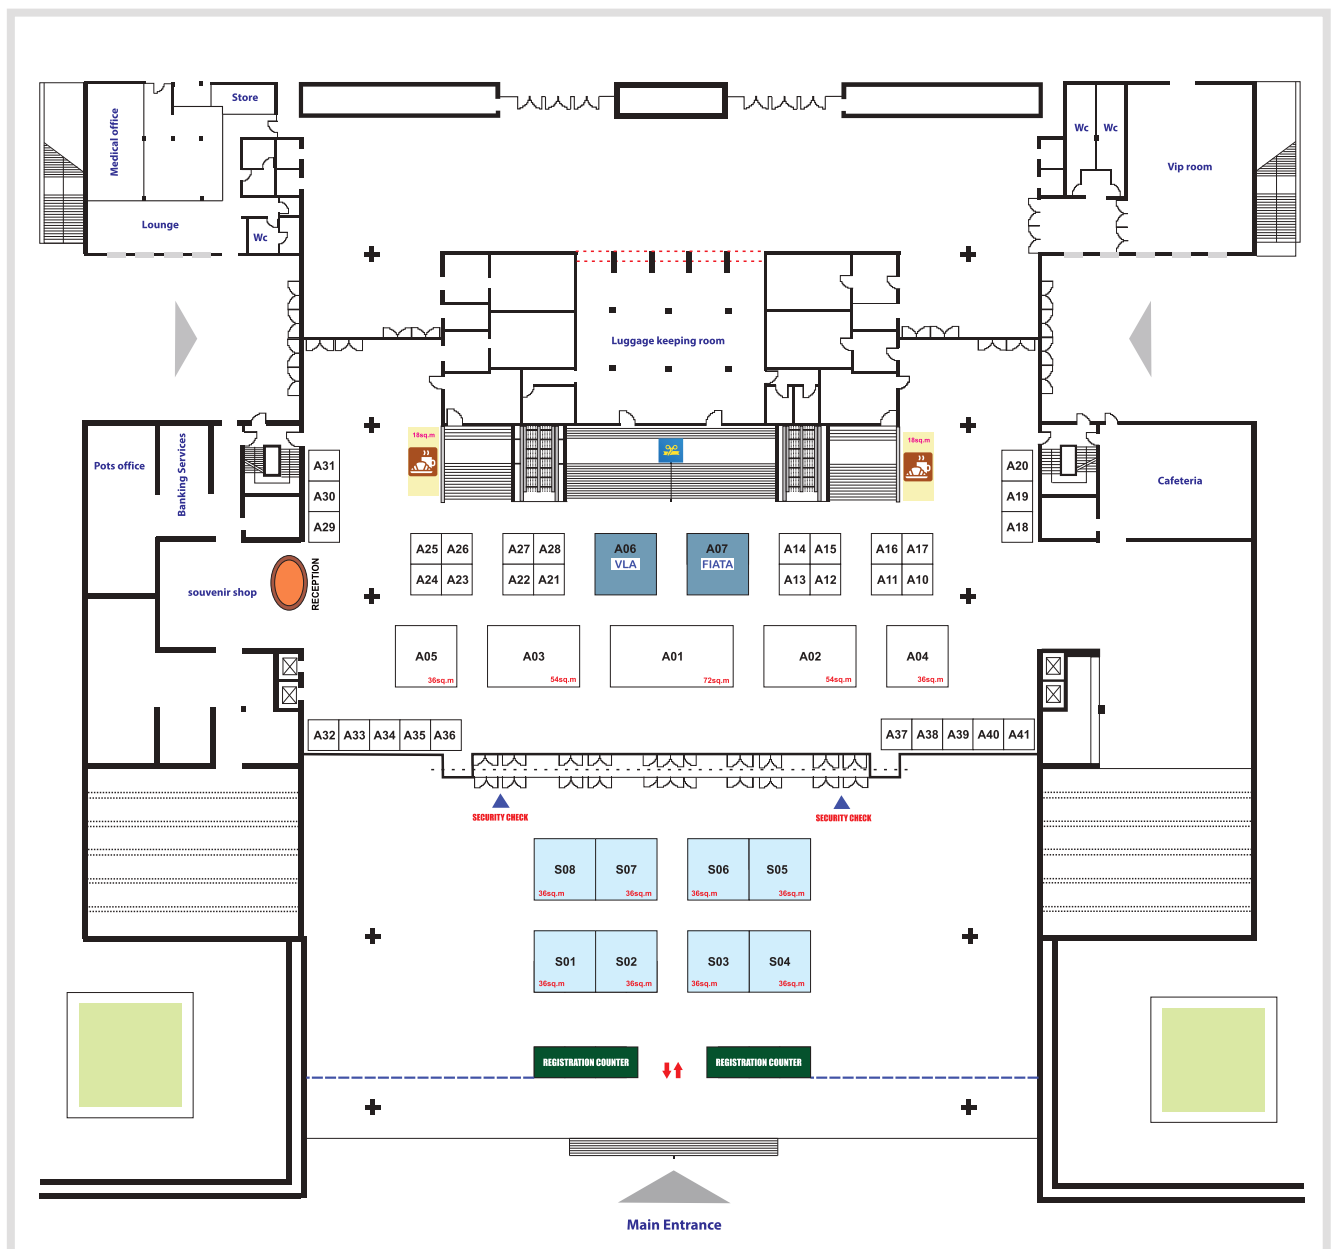 Store
Medical office
Lounge
Wc
Wc
Wc
Vip room
Luggage keeping room
18sq.m
18sq.m
Pots office
Banking Services
Cafeteria
A31
A30
A29
A20
A19
A18
A25 A26
A24 A23
A27 A28
A22 A21
A06
VLA
A07
FIATA
A14 A15
A13 A12
A16 A17
A11 A10
souvenir shop
RECEPTION
A05
36sq.m
A03
54sq.m
A01
72sq.m
A02
54sq.m
A04
36sq.m
A32 A33 A34 A35 A36
A37 A38 A39 A40 A41
SECURITY CHECK
SECURITY CHECK
S08
36sq.m
S07
36sq.m
S06
36sq.m
S05
36sq.m
S01
36sq.m
S02
36sq.m
S03
36sq.m
S04
36sq.m
REGISTRATION COUNTER
REGISTRATION COUNTER
Main Entrance